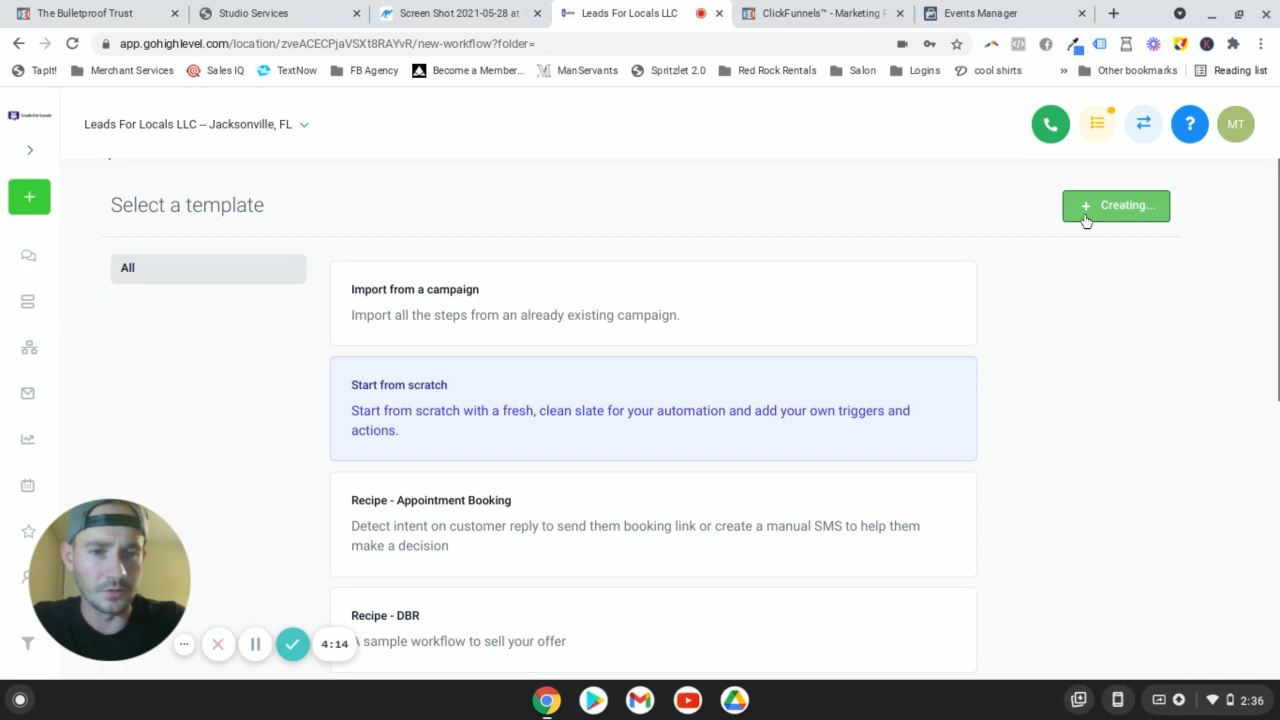 The Bulletproof Trust
Studio Services
Screen Shot 2021-05-28 at
Leads For Locals LLC
ClickFunnels™ - Marketing F
Events Manager
app.gohighlevel.com/location/zveACECPjaVSXt8RAYvR/new-workflow?folder=
TapIt!
Merchant Services
Sales IQ
TextNow
FB Agency
Become a Member...
ManServants
Spritzlet 2.0
Red Rock Rentals
Salon
Logins
cool shirts
»
Other bookmarks
Reading list
Leads For Locals
Leads For Locals LLC – Jacksonville, FL
?
MT
Select a template
+ Creating...
All
Import from a campaign
Import all the steps from an already existing campaign.
Start from scratch
Start from scratch with a fresh, clean slate for your automation and add your own triggers and
actions.
Recipe - Appointment Booking
Detect intent on customer reply to send them booking link or create a manual SMS to help them
make a decision
Recipe - DBR
A sample workflow to sell your offer
4:14
2:36